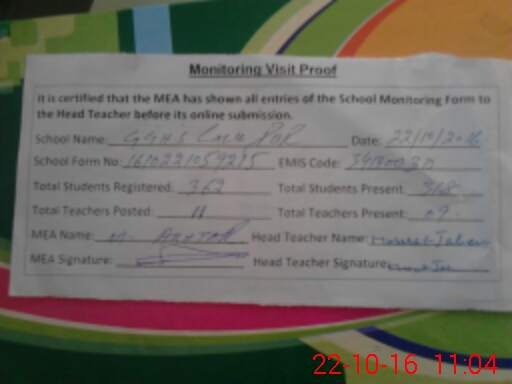 Monitoring Visit Proof
It is certified that the MEA has shown all entries of the School Monitoring Form to
the Head Teacher before its online submission.
School Name: GGHS Date: 22/10/2016
School Form No: EMIS Code:
Total Students Registered: 362 Total Students Present:
Total Teachers Posted: 11 Total Teachers Present: 09
MEA Name: M. AKHTAR Head Teacher Name:
MEA Signature: Head Teacher Signature:
22-10-16 11:04